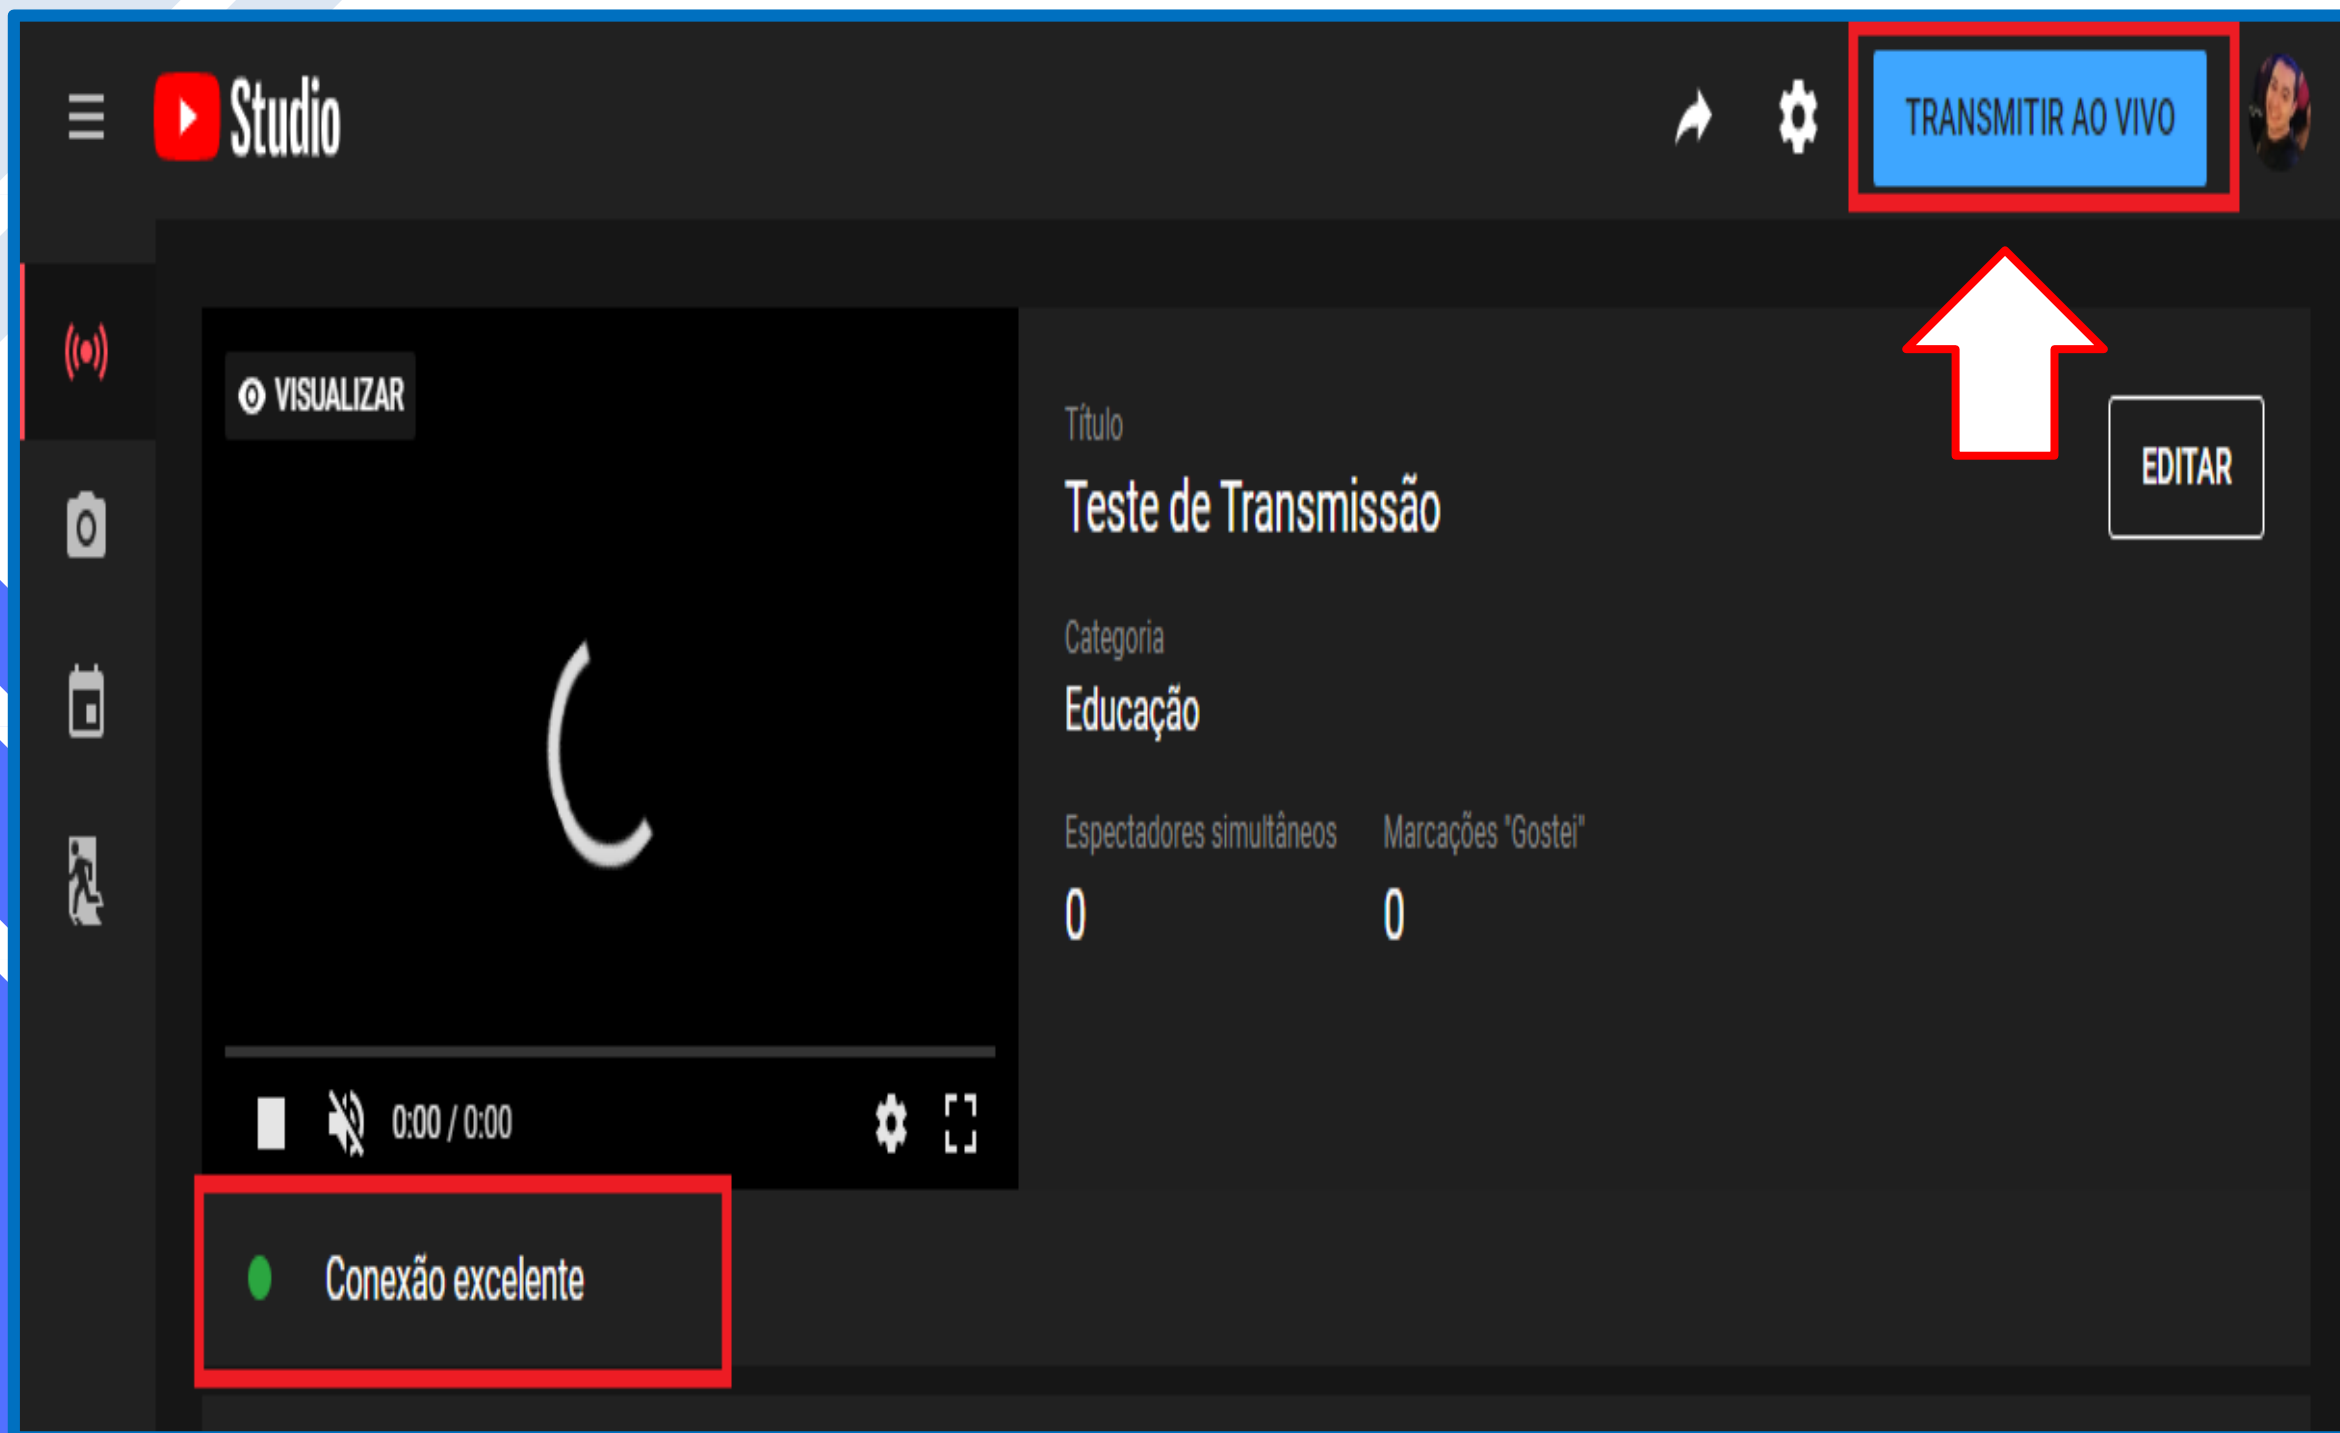 Studio
TRANSMITIR AO VIVO
VISUALIZAR
Título
Teste de Transmissão
EDITAR
Categoria
Educação
Espectadores simultâneos Marcações "Gostei"
0 0
0:00 / 0:00
Conexão excelente